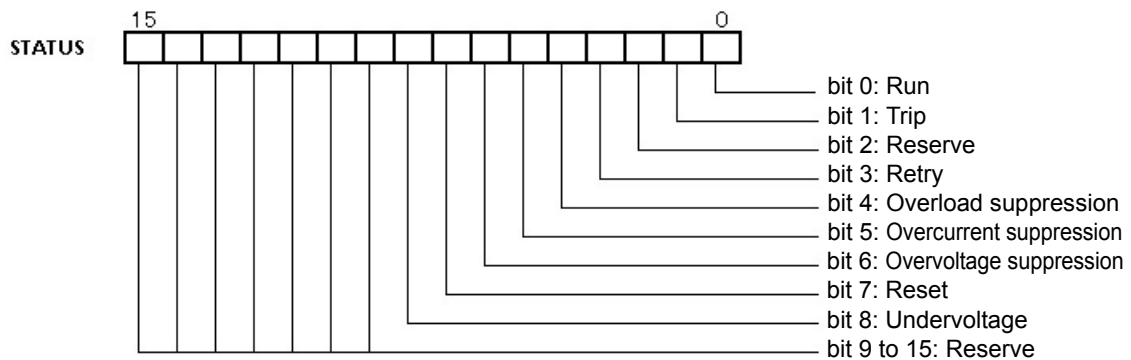 15 0
STATUS
bit 0: Run
bit 1: Trip
bit 2: Reserve
bit 3: Retry
bit 4: Overload suppression
bit 5: Overcurrent suppression
bit 6: Overvoltage suppression
bit 7: Reset
bit 8: Undervoltage
bit 9 to 15: Reserve